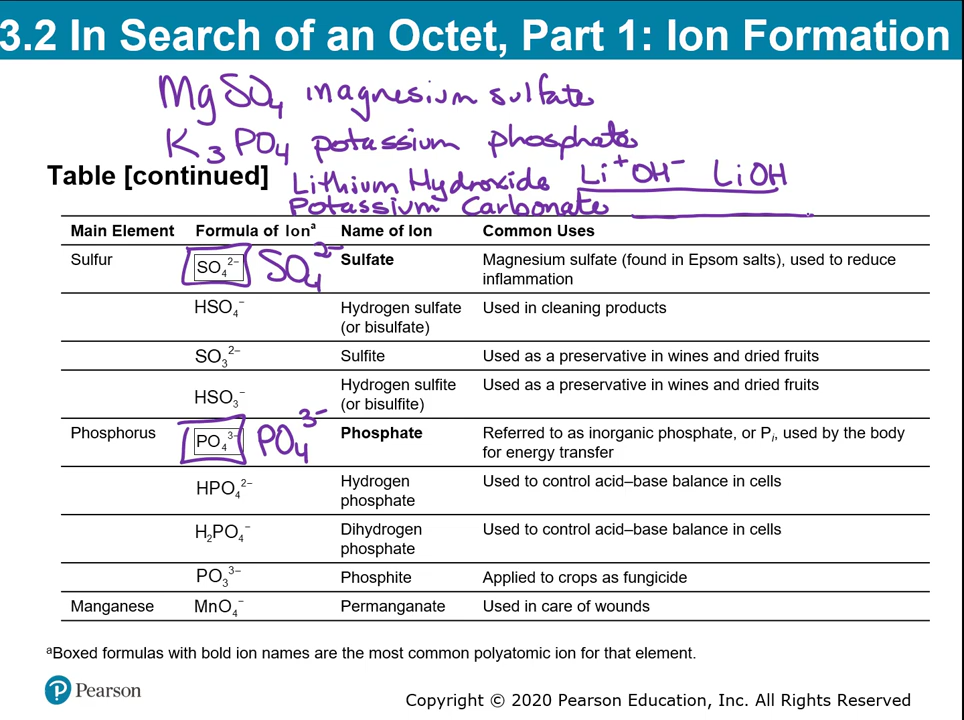 3.2 In Search of an Octet, Part 1: Ion Formation
MgSO₄ magnesium sulfate
K₃PO₄ potassium phosphate
Table [continued]
Lithium Hydroxide Li⁺OH⁻ LiOH
Potassium Carbonate
Main Element Formula of Ionᵃ Name of Ion Common Uses
Sulfur SO₄²⁻ SO₄²⁻ Sulfate Magnesium sulfate (found in Epsom salts), used to reduce
inflammation
HSO₄⁻ Hydrogen sulfate Used in cleaning products
(or bisulfate)
SO₃²⁻ Sulfite Used as a preservative in wines and dried fruits
HSO₃⁻ Hydrogen sulfite Used as a preservative in wines and dried fruits
(or bisulfite)
Phosphorus PO₄³⁻ PO₄³⁻ Phosphate Referred to as inorganic phosphate, or Pᵢ, used by the body
for energy transfer
HPO₄²⁻ Hydrogen Used to control acid–base balance in cells
phosphate
H₂PO₄⁻ Dihydrogen Used to control acid–base balance in cells
phosphate
PO₃³⁻ Phosphite Applied to crops as fungicide
Manganese MnO₄⁻ Permanganate Used in care of wounds
ᵃBoxed formulas with bold ion names are the most common polyatomic ion for that element.
P Pearson
Copyright © 2020 Pearson Education, Inc. All Rights Reserved